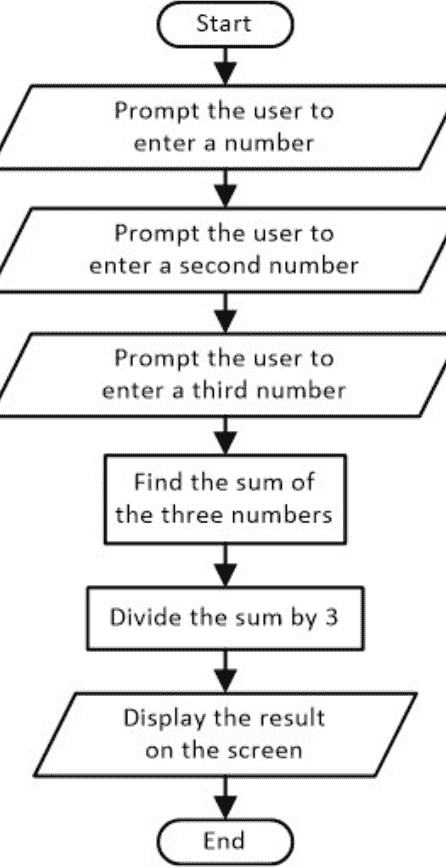 Start
Prompt the user to
enter a number
Prompt the user to
enter a second number
Prompt the user to
enter a third number
Find the sum of
the three numbers
Divide the sum by 3
Display the result
on the screen
End